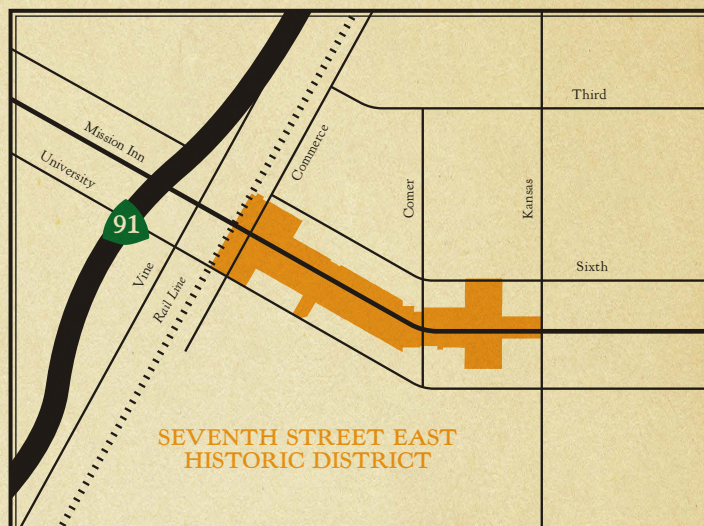 Third
Mission Inn
Commerce
University
Comer
Kansas
91
Sixth
Vine
Rail Line
SEVENTH STREET EAST
HISTORIC DISTRICT